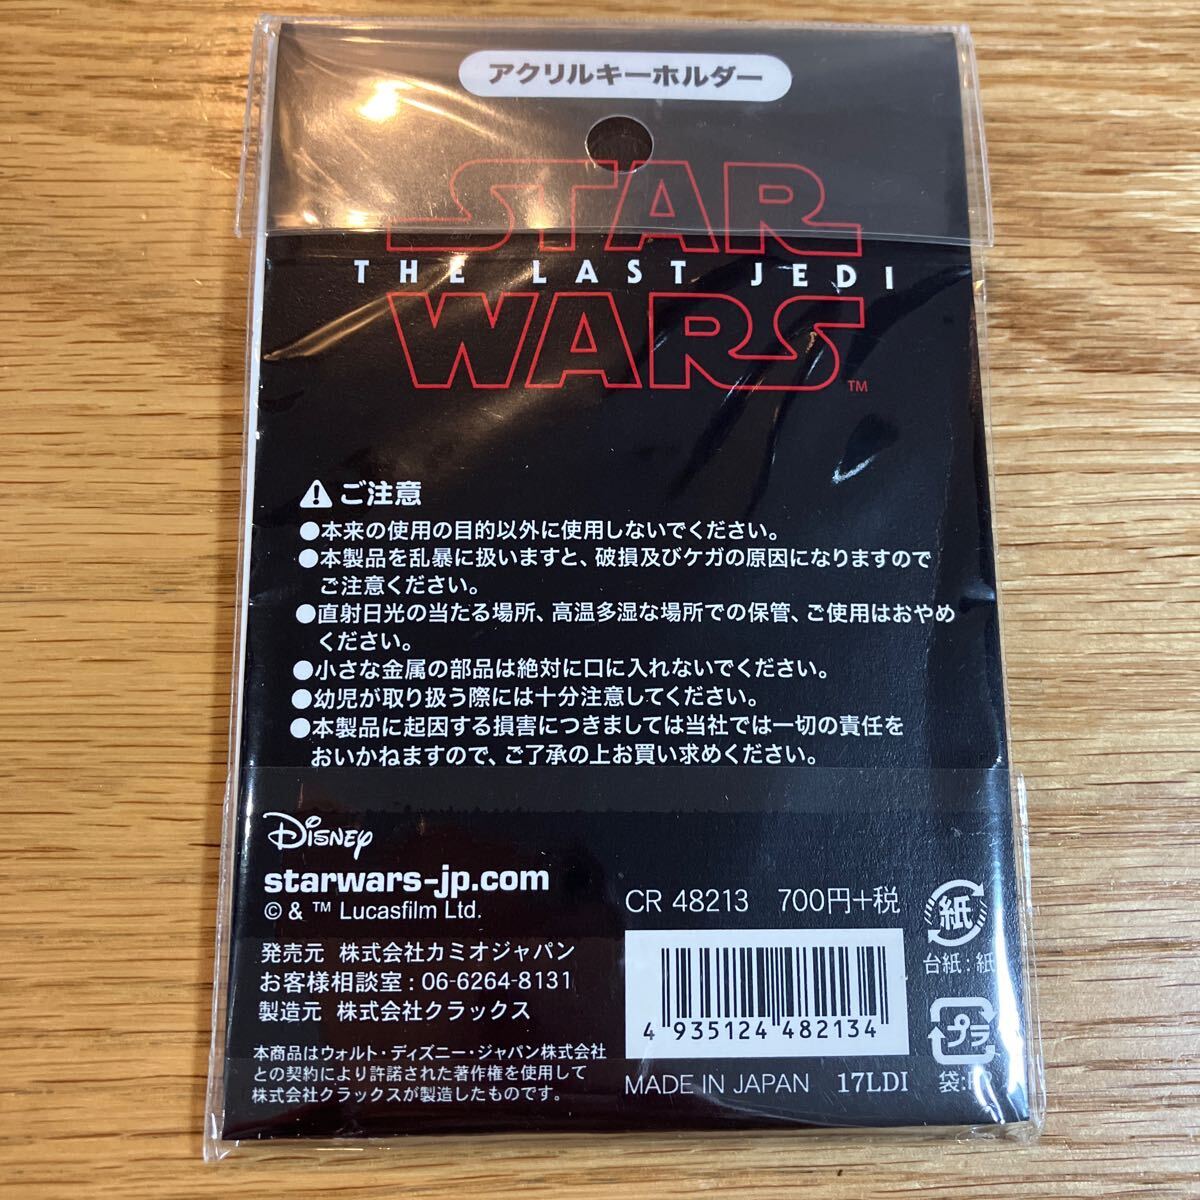 アクリルキーホルダー
STAR
THE LAST JEDI
WARS™
ご注意
●本来の使用の目的以外に使用しないでください。
●本製品を乱暴に扱いますと、破損及びケガの原因になりますので
ご注意ください。
●直射日光の当たる場所、高温多湿な場所での保管、ご使用はおやめ
ください。
●小さな金属の部品は絶対に口に入れないでください。
●幼児が取り扱う際には十分注意してください。
●本製品に起因する損害につきましては当社では一切の責任を
おいかねますので、ご了承の上お買い求めください。
Disney
starwars-jp.com
© & ™ Lucasfilm Ltd.
発売元 株式会社カミオジャパン
お客様相談室:06-6264-8131
製造元 株式会社クラックス
本商品はウォルト・ディズニー・ジャパン株式会社
との契約により許諾された著作権を使用して
株式会社クラックスが製造したものです。
CR 48213 700円+税
4 935124 482134
MADE IN JAPAN 17LDI
紙
台紙:紙
プラ
袋:PP